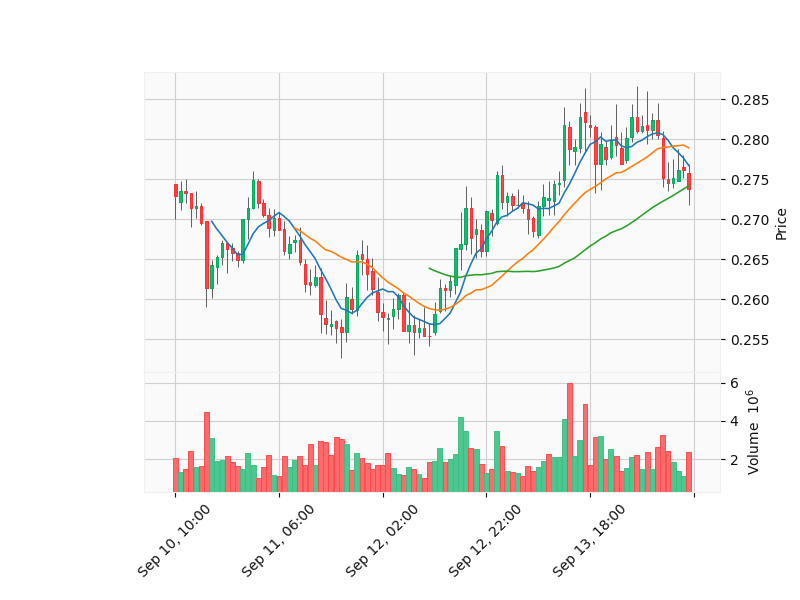 0.285
0.280
0.275
0.270
0.265
0.260
0.255
Price
6
4
2
Volume 10^6
Sep 10, 10:00
Sep 11, 06:00
Sep 12, 02:00
Sep 12, 22:00
Sep 13, 18:00